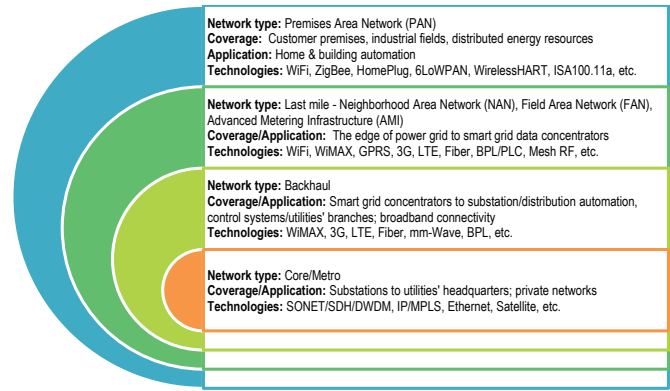 Network type: Premises Area Network (PAN)
Coverage: Customer premises, industrial fields, distributed energy resources
Application: Home & building automation
Technologies: WiFi, ZigBee, HomePlug, 6LoWPAN, WirelessHART, ISA100.11a, etc.
Network type: Last mile - Neighborhood Area Network (NAN), Field Area Network (FAN),
Advanced Metering Infrastructure (AMI)
Coverage/Application: The edge of power grid to smart grid data concentrators
Technologies: WiFi, WiMAX, GPRS, 3G, LTE, Fiber, BPL/PLC, Mesh RF, etc.
Network type: Backhaul
Coverage/Application: Smart grid concentrators to substation/distribution automation,
control systems/utilities' branches; broadband connectivity
Technologies: WiMAX, 3G, LTE, Fiber, mm-Wave, BPL, etc.
Network type: Core/Metro
Coverage/Application: Substations to utilities' headquarters; private networks
Technologies: SONET/SDH/DWDM, IP/MPLS, Ethernet, Satellite, etc.